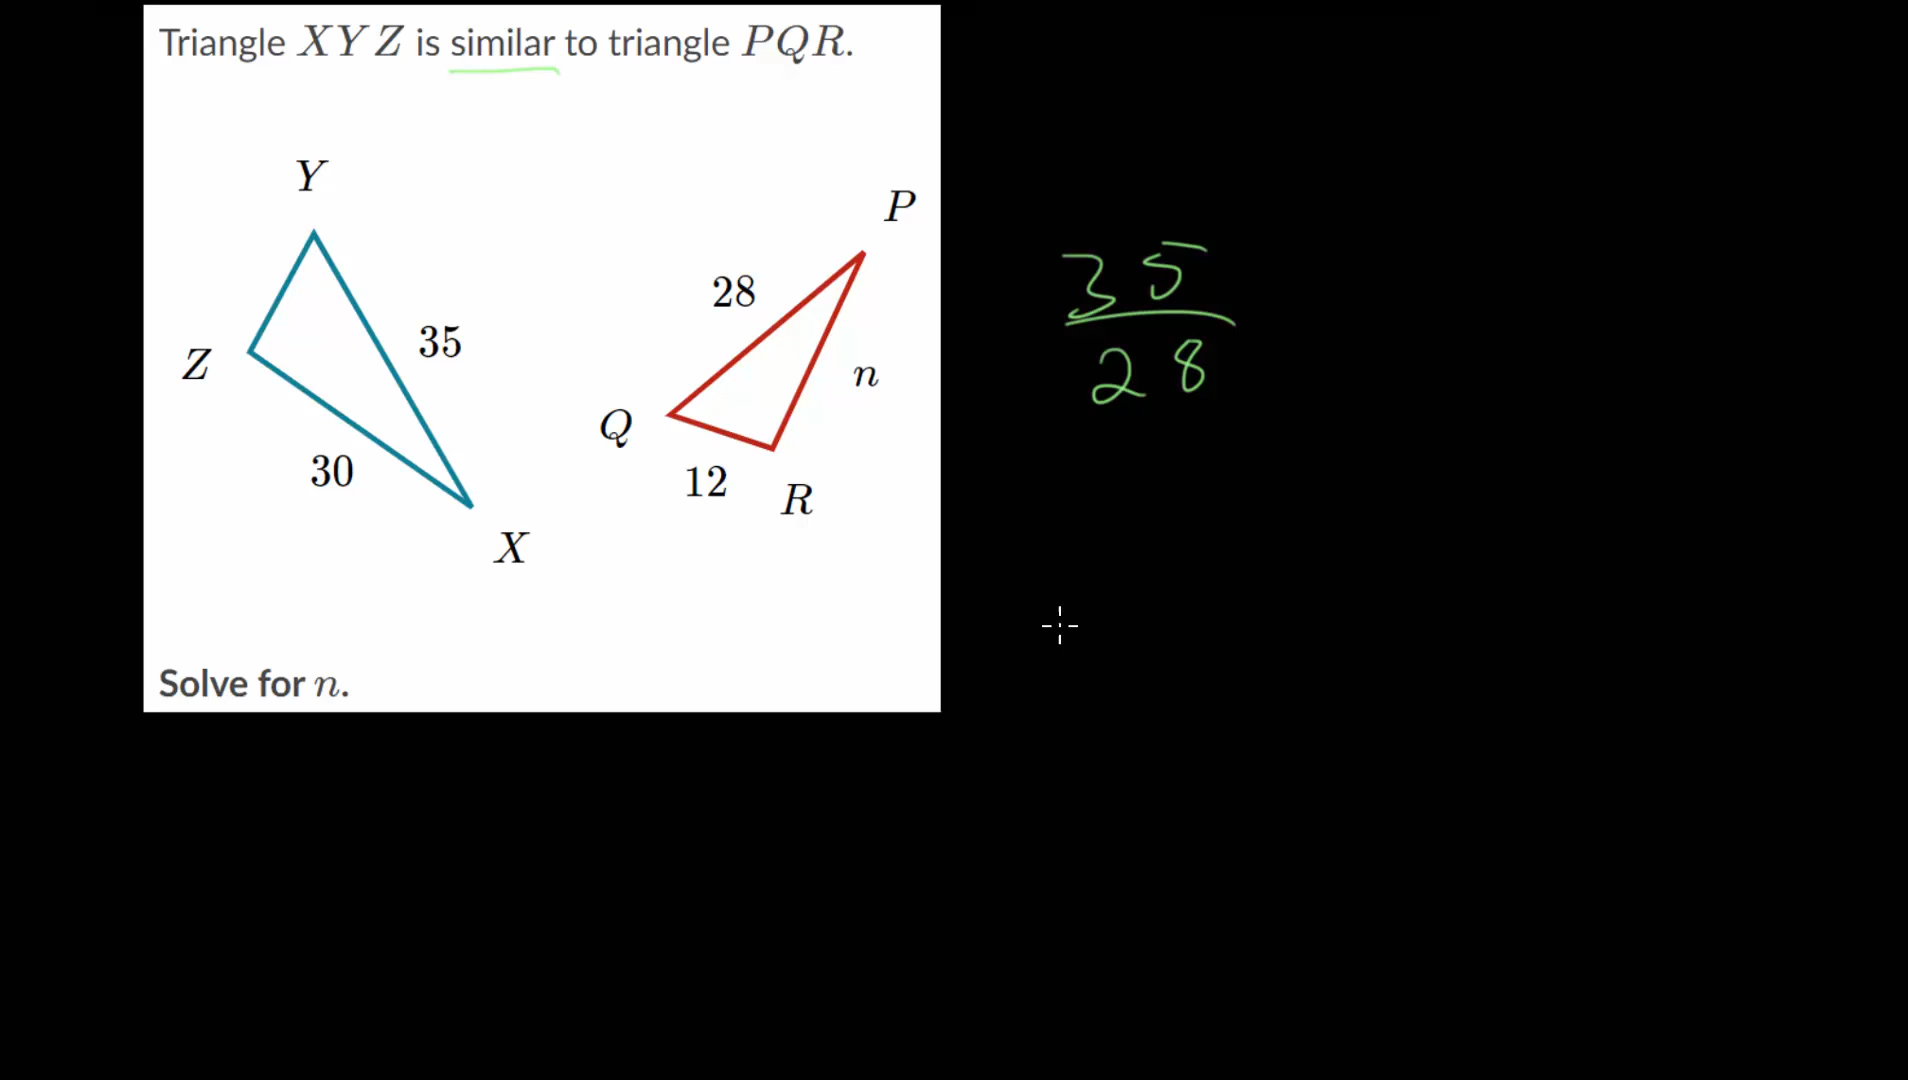 Triangle XYZ is similar to triangle PQR.
Y
P
28
35
Z
n
Q
30
12
R
X
Solve for n.
35
28